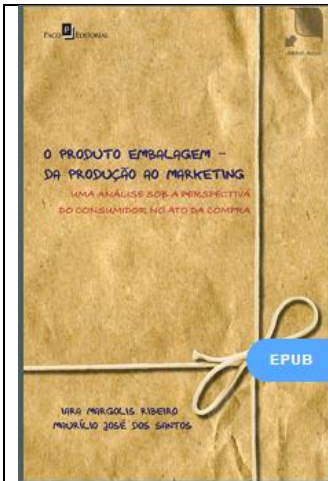 PACO EDITORIAL
O PRODUTO EMBALAGEM –
DA PRODUÇÃO AO MARKETING
UMA ANÁLISE SOB A PERSPECTIVA
DO CONSUMIDOR NO ATO DA COMPRA
EPUB
IARA MARGOLIS RIBEIRO
MAURÍLIO JOSÉ DOS SANTOS